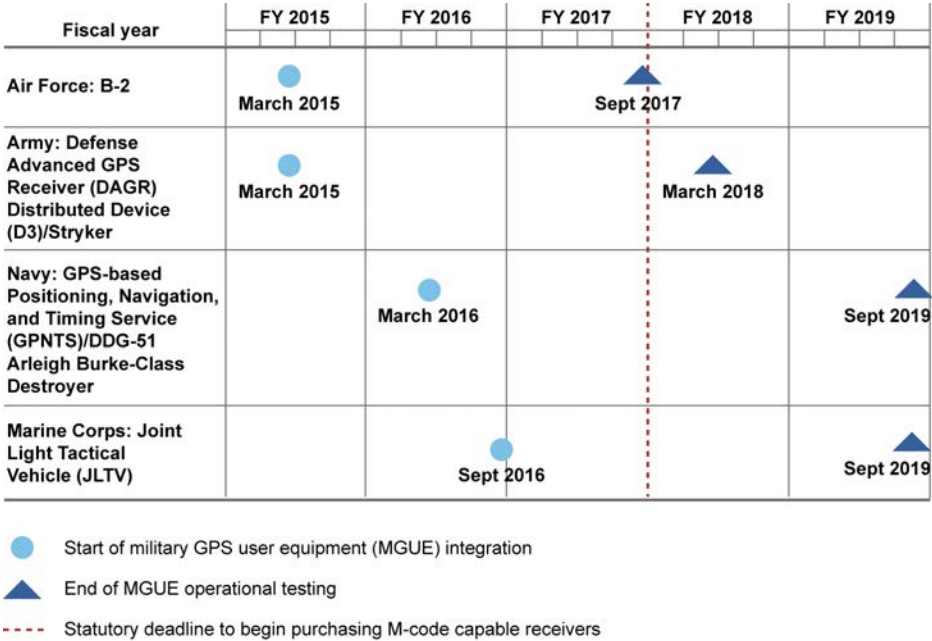 Fiscal year
FY 2015
FY 2016
FY 2017
FY 2018
FY 2019
Air Force: B-2
March 2015
Sept 2017
Army: Defense
Advanced GPS
Receiver (DAGR)
Distributed Device
(D3)/Stryker
March 2015
March 2018
Navy: GPS-based
Positioning, Navigation,
and Timing Service
(GPNTS)/DDG-51
Arleigh Burke-Class
Destroyer
March 2016
Sept 2019
Marine Corps: Joint
Light Tactical
Vehicle (JLTV)
Sept 2016
Sept 2019
Start of military GPS user equipment (MGUE) integration
End of MGUE operational testing
Statutory deadline to begin purchasing M-code capable receivers